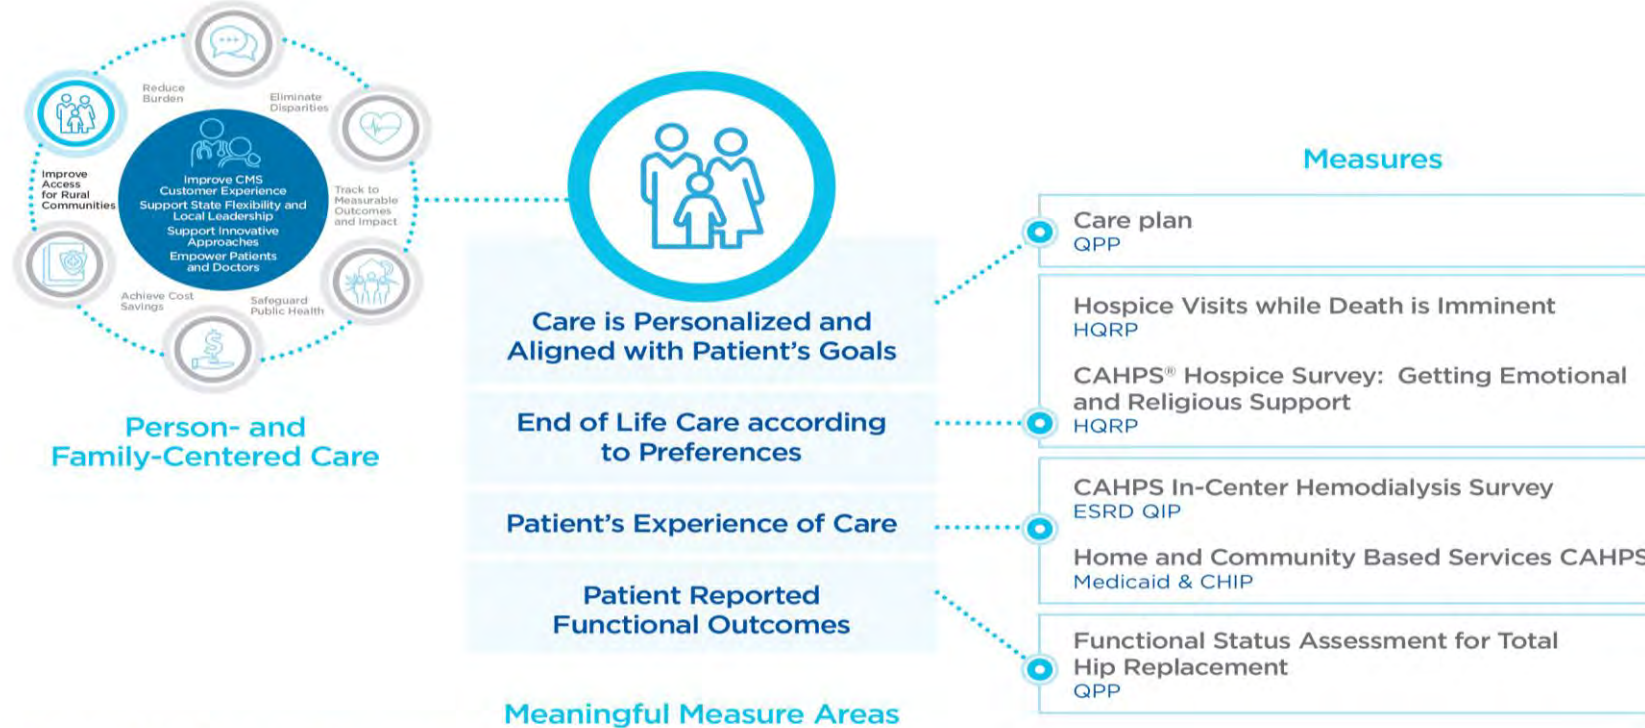 Reduce
Burden
Eliminate
Disparities
Improve
Access
for Rural
Communities
Improve CMS
Customer Experience
Support State Flexibility and
Local Leadership
Support Innovative
Approaches
Empower Patients
and Doctors
Track to
Measurable
Outcomes
and Impact
Achieve Cost
Savings
Safeguard
Public Health
$
Person- and
Family-Centered Care
Care is Personalized and
Aligned with Patient's Goals
End of Life Care according
to Preferences
Patient's Experience of Care
Patient Reported
Functional Outcomes
Meaningful Measure Areas
Measures
Care plan
QPP
Hospice Visits while Death is Imminent
HQRP
CAHPS® Hospice Survey: Getting Emotional
and Religious Support
HQRP
CAHPS In-Center Hemodialysis Survey
ESRD QIP
Home and Community Based Services CAHPS
Medicaid & CHIP
Functional Status Assessment for Total
Hip Replacement
QPP